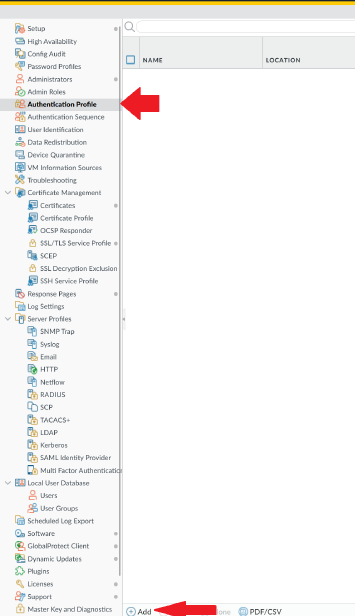 Setup
High Availability
Config Audit
Password Profiles
Administrators
Admin Roles
Authentication Profile
Authentication Sequence
User Identification
Data Redistribution
Device Quarantine
VM Information Sources
Troubleshooting
Certificate Management
Certificates
Certificate Profile
OCSP Responder
SSL/TLS Service Profile
SCEP
SSL Decryption Exclusion
SSH Service Profile
Response Pages
Log Settings
Server Profiles
SNMP Trap
Syslog
Email
HTTP
Netflow
RADIUS
SCP
TACACS+
LDAP
Kerberos
SAML Identity Provider
Multi Factor Authenticatio
Local User Database
Users
User Groups
Scheduled Log Export
Software
GlobalProtect Client
Dynamic Updates
Plugins
Licenses
Support
Master Key and Diagnostics
NAME LOCATION
Add PDF/CSV